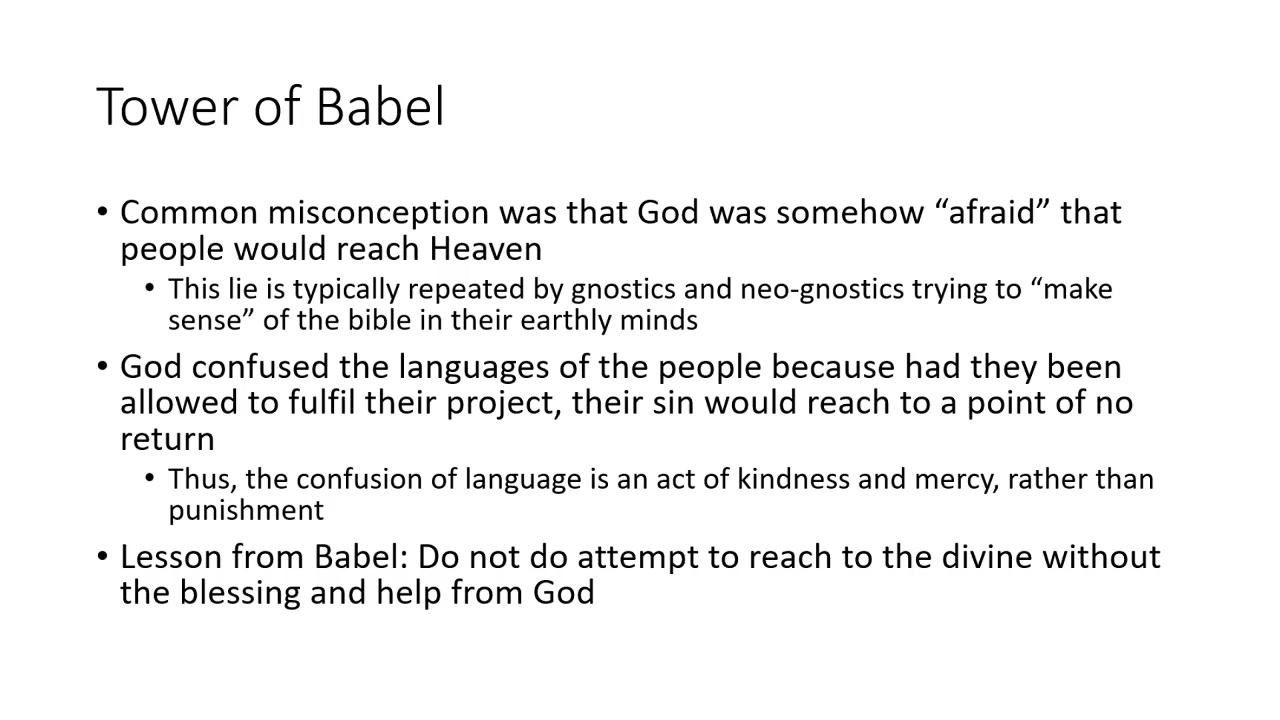 Tower of Babel
• Common misconception was that God was somehow “afraid” that
people would reach Heaven
• This lie is typically repeated by gnostics and neo-gnostics trying to “make
sense” of the bible in their earthly minds
• God confused the languages of the people because had they been
allowed to fulfil their project, their sin would reach to a point of no
return
• Thus, the confusion of language is an act of kindness and mercy, rather than
punishment
• Lesson from Babel: Do not do attempt to reach to the divine without
the blessing and help from God